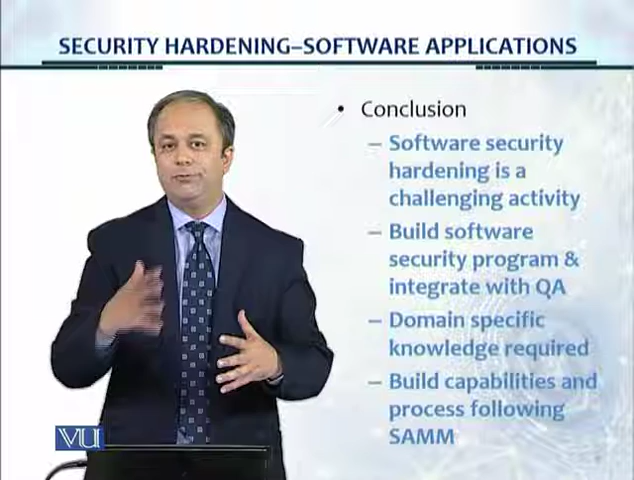 SECURITY HARDENING–SOFTWARE APPLICATIONS
• Conclusion
– Software security
hardening is a
challenging activity
– Build software
security program &
integrate with QA
– Domain specific
knowledge required
– Build capabilities and
process following
SAMM
VU